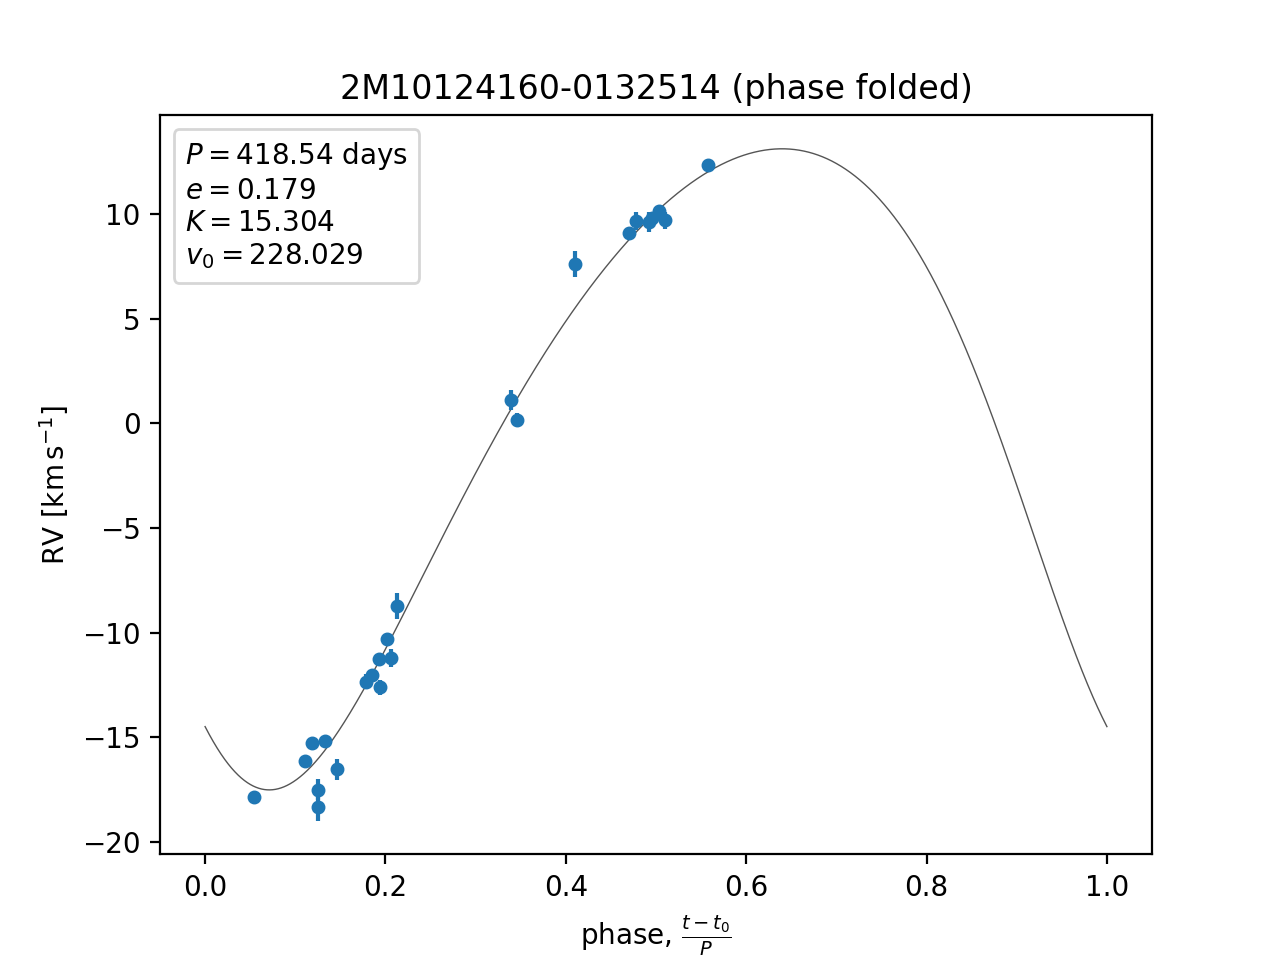 2M10124160-0132514 (phase folded)
P = 418.54 days
e = 0.179
K = 15.304
v₀ = 228.029
10
5
0
−5
−10
−15
−20
RV [km s⁻¹]
0.0 0.2 0.4 0.6 0.8 1.0
phase, (t − t₀)/P